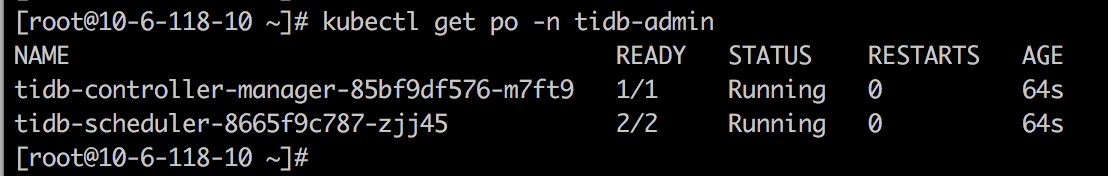 [root@10-6-118-10 ~]# kubectl get po -n tidb-admin
NAME READY STATUS RESTARTS AGE
tidb-controller-manager-85bf9df576-m7ft9 1/1 Running 0 64s
tidb-scheduler-8665f9c787-zjj45 2/2 Running 0 64s
[root@10-6-118-10 ~]#